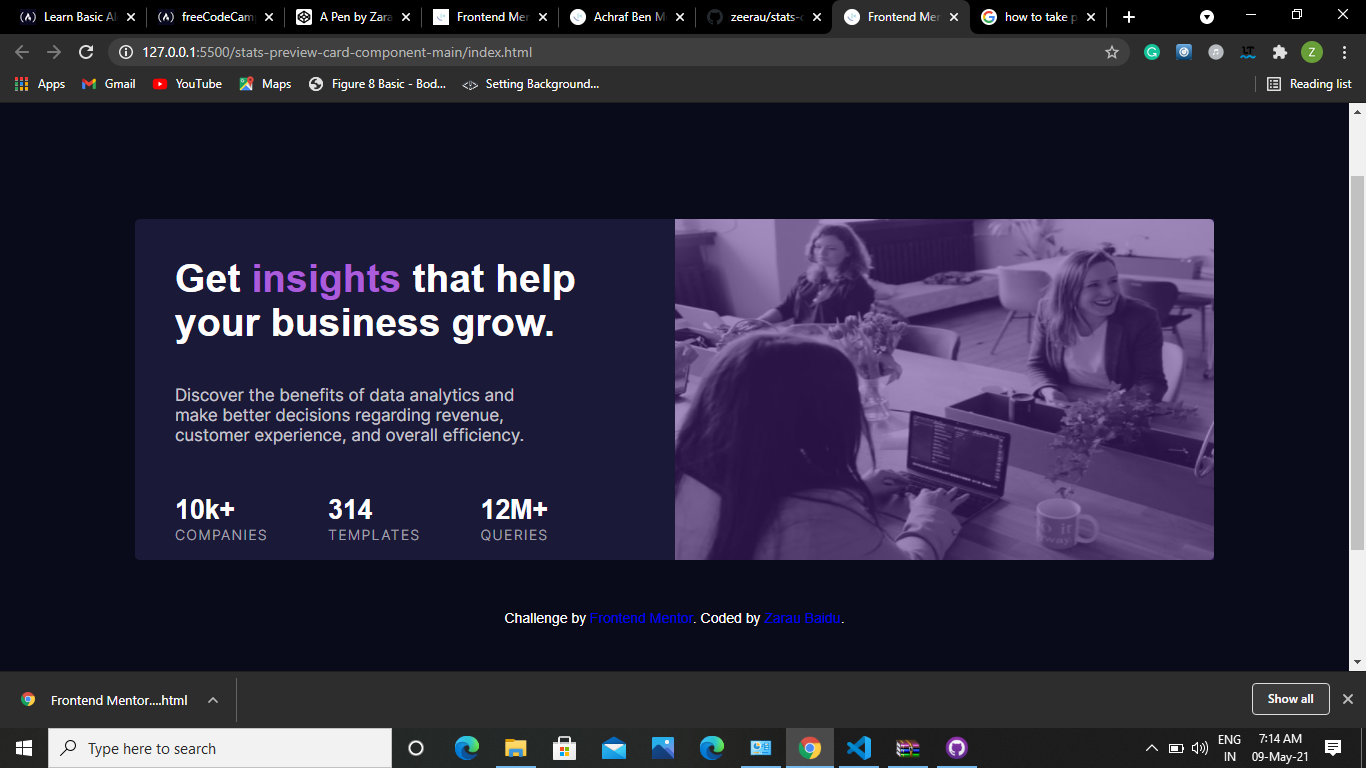 Learn Basic Al
freeCodeCam
A Pen by Zara
Frontend Men
Achraf Ben M
zeerau/stats-c
Frontend Men
how to take p
127.0.0.1:5500/stats-preview-card-component-main/index.html
Z
Apps
Gmail
YouTube
Maps
Figure 8 Basic - Bod...
Setting Background...
Reading list
Get insights that help
your business grow.
Discover the benefits of data analytics and
make better decisions regarding revenue,
customer experience, and overall efficiency.
10k+
314
12M+
COMPANIES
TEMPLATES
QUERIES
Challenge by Frontend Mentor. Coded by Zarau Baidu.
Frontend Mentor....html
Show all
Type here to search
ENG
IN
7:14 AM
09-May-21